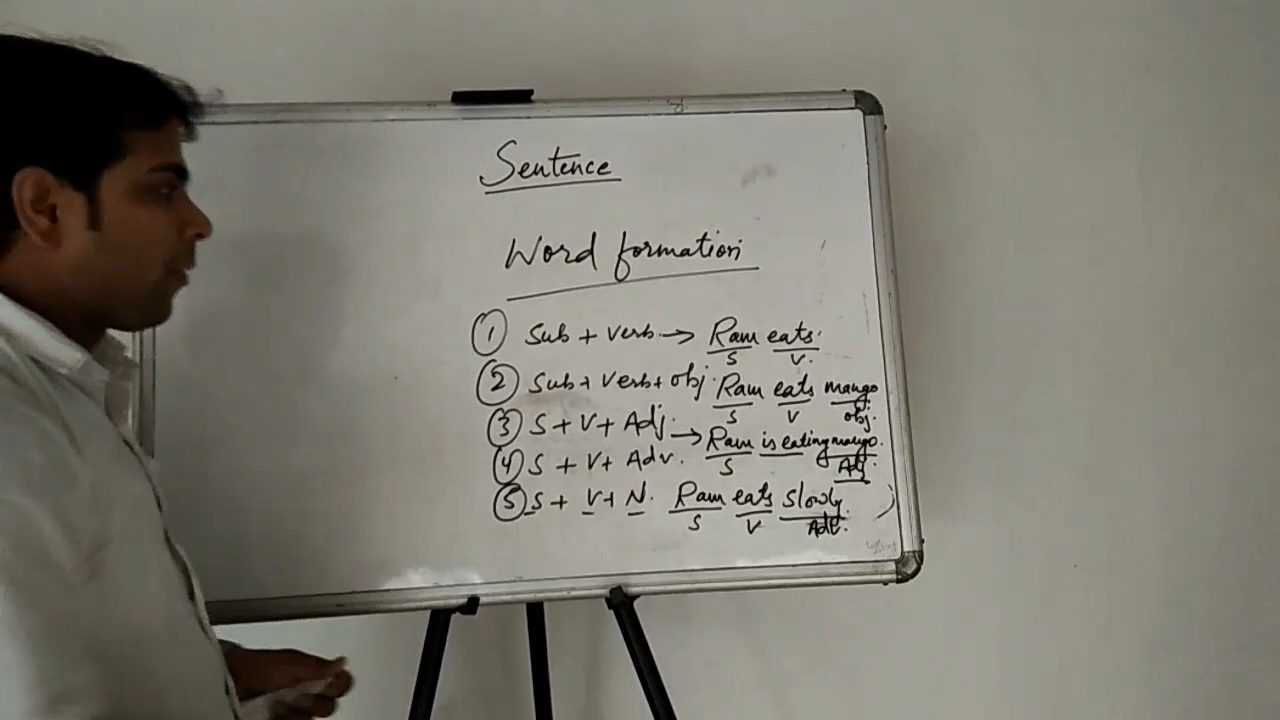 Sentence
Word formation
① Sub + verb → Ram eats.
S V.
② Sub + Verb + obj. Ram eats mango
S V obj.
③ S + V + Adj. → Ram is eating mango.
S Adj.
④ S + V + Adv. Ram eats slowly.
S V Adv.
⑤ S + V + N.